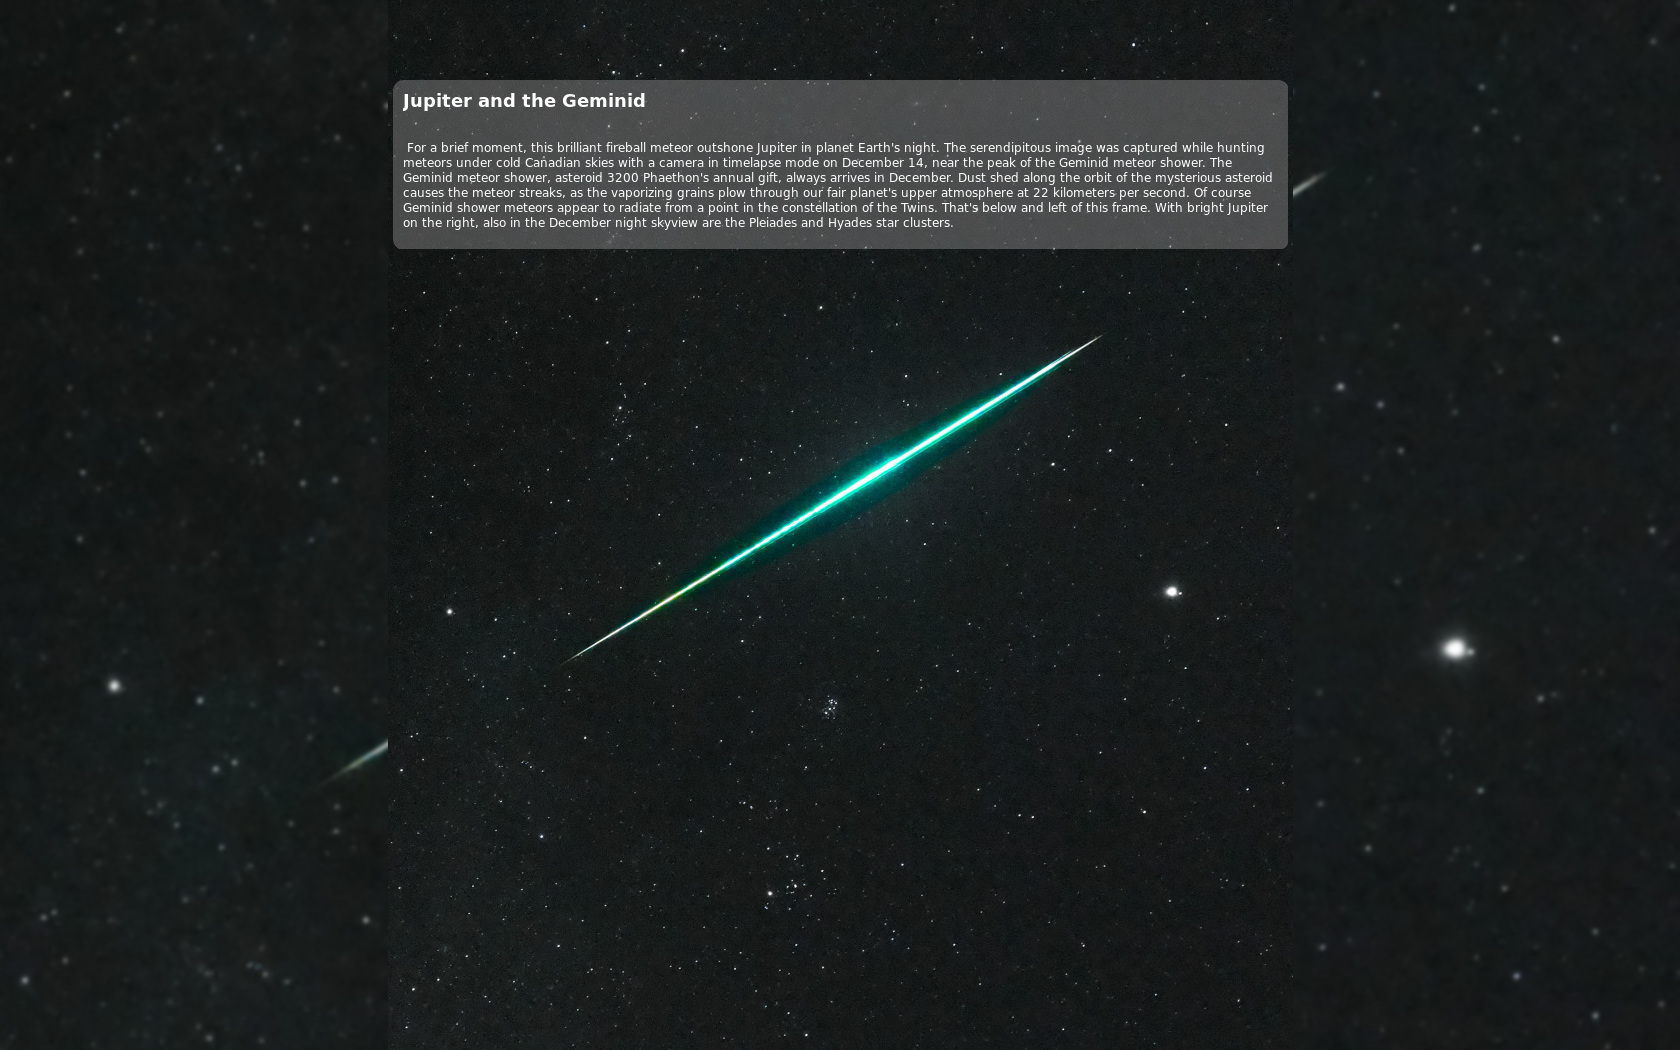 Jupiter and the Geminid
For a brief moment, this brilliant fireball meteor outshone Jupiter in planet Earth's night. The serendipitous image was captured while hunting
meteors under cold Canadian skies with a camera in timelapse mode on December 14, near the peak of the Geminid meteor shower. The
Geminid meteor shower, asteroid 3200 Phaethon's annual gift, always arrives in December. Dust shed along the orbit of the mysterious asteroid
causes the meteor streaks, as the vaporizing grains plow through our fair planet's upper atmosphere at 22 kilometers per second. Of course
Geminid shower meteors appear to radiate from a point in the constellation of the Twins. That's below and left of this frame. With bright Jupiter
on the right, also in the December night skyview are the Pleiades and Hyades star clusters.